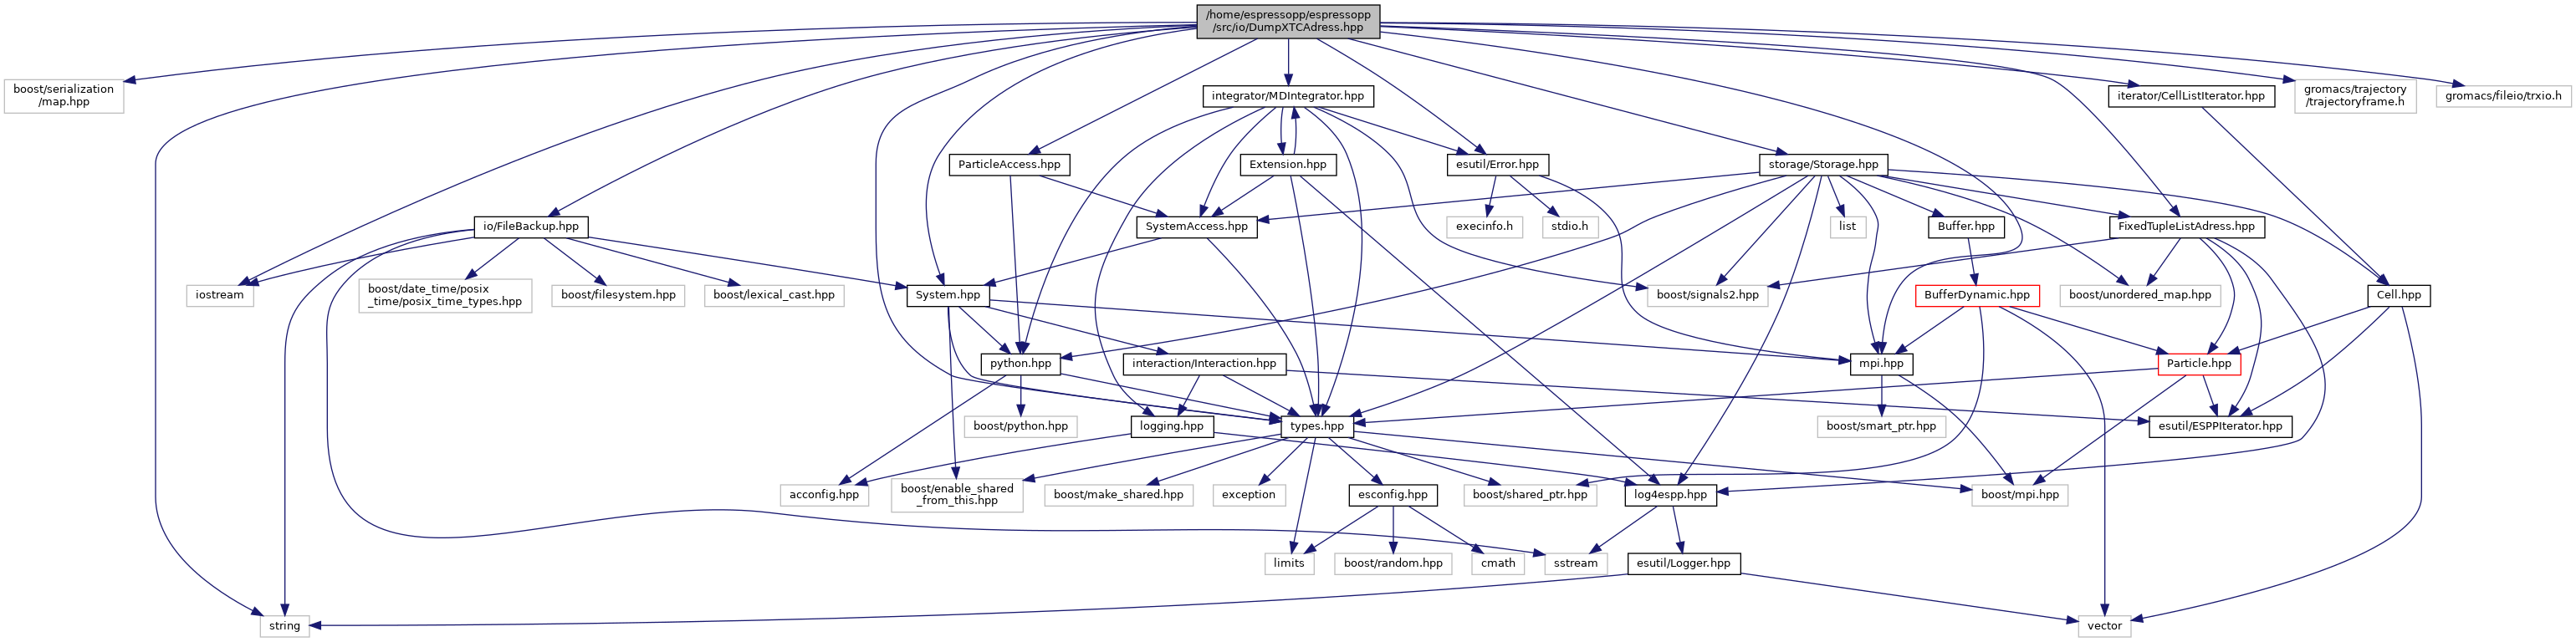 /home/espressopp/espressopp
/src/io/DumpXTCAdress.hpp
boost/serialization
/map.hpp
integrator/MDIntegrator.hpp
iterator/CellListIterator.hpp
gromacs/trajectory
/trajectoryframe.h
gromacs/fileio/trxio.h
ParticleAccess.hpp
Extension.hpp
esutil/Error.hpp
storage/Storage.hpp
io/FileBackup.hpp
SystemAccess.hpp
execinfo.h
stdio.h
list
Buffer.hpp
FixedTupleListAdress.hpp
iostream
boost/date_time/posix
_time/posix_time_types.hpp
boost/filesystem.hpp
boost/lexical_cast.hpp
System.hpp
boost/signals2.hpp
BufferDynamic.hpp
boost/unordered_map.hpp
Cell.hpp
python.hpp
interaction/Interaction.hpp
mpi.hpp
Particle.hpp
boost/python.hpp
logging.hpp
types.hpp
boost/smart_ptr.hpp
esutil/ESPPIterator.hpp
acconfig.hpp
boost/enable_shared
_from_this.hpp
boost/make_shared.hpp
exception
esconfig.hpp
boost/shared_ptr.hpp
log4espp.hpp
boost/mpi.hpp
limits
boost/random.hpp
cmath
sstream
esutil/Logger.hpp
string
vector